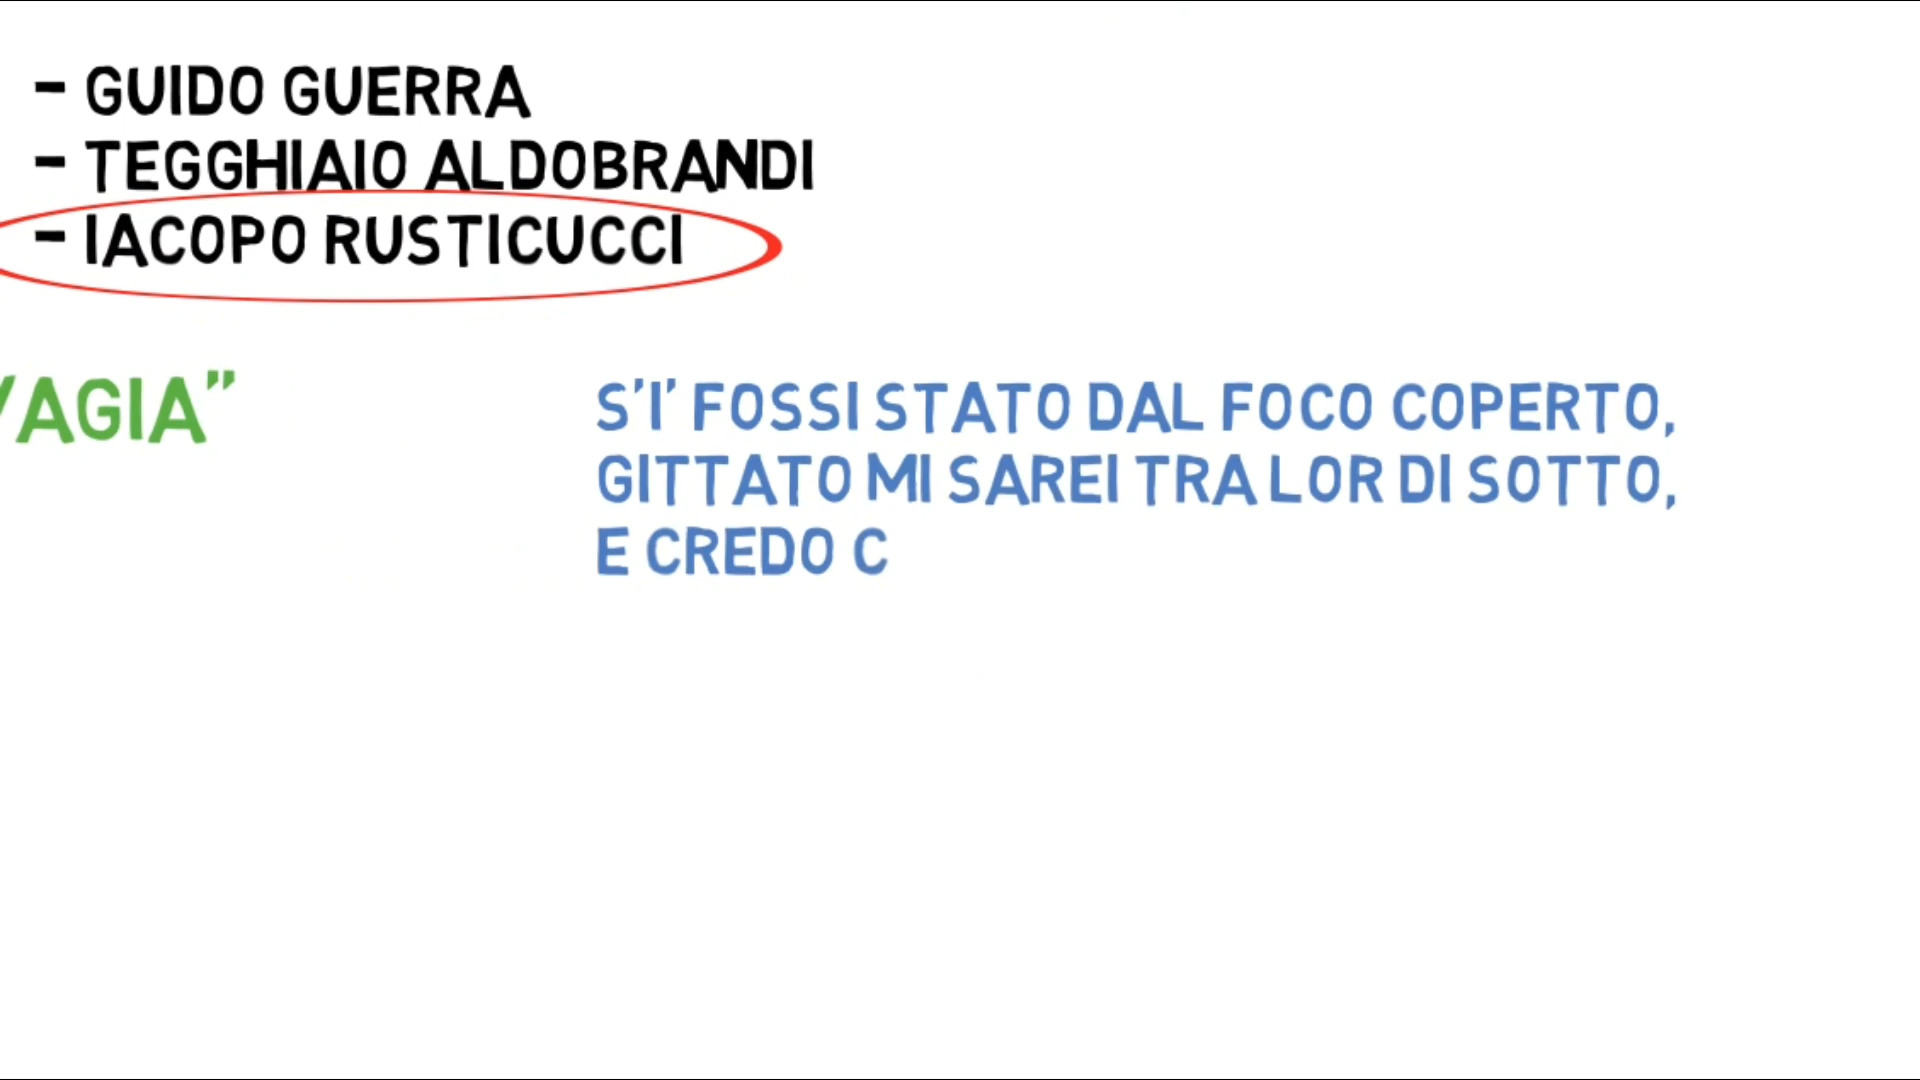 - GUIDO GUERRA
- TEGGHIAIO ALDOBRANDI
- IACOPO RUSTICUCCI
VAGIA”
S’I’ FOSSI STATO DAL FOCO COPERTO,
GITTATO MI SAREI TRA LOR DI SOTTO,
E CREDO C